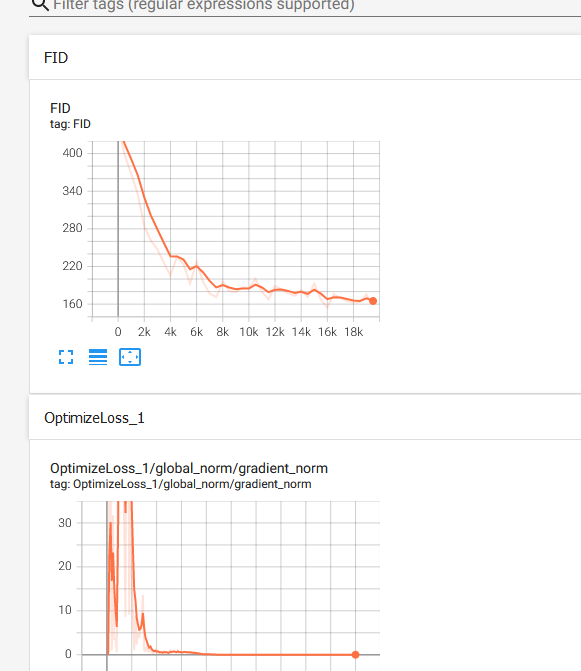 Filter tags (regular expressions supported)
FID
FID
tag: FID
400
340
280
220
160
0 2k 4k 6k 8k 10k 12k 14k 16k 18k
OptimizeLoss_1
OptimizeLoss_1/global_norm/gradient_norm
tag: OptimizeLoss_1/global_norm/gradient_norm
30
20
10
0